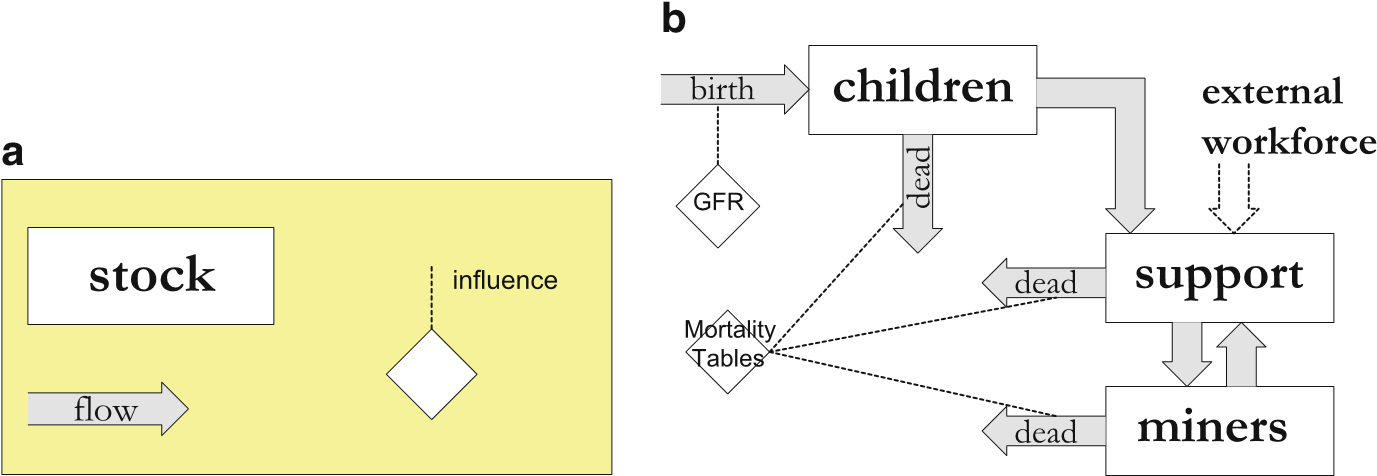 a
stock
influence
flow
b
birth
children
external
workforce
GFR
dead
dead
support
Mortality
Tables
dead
miners